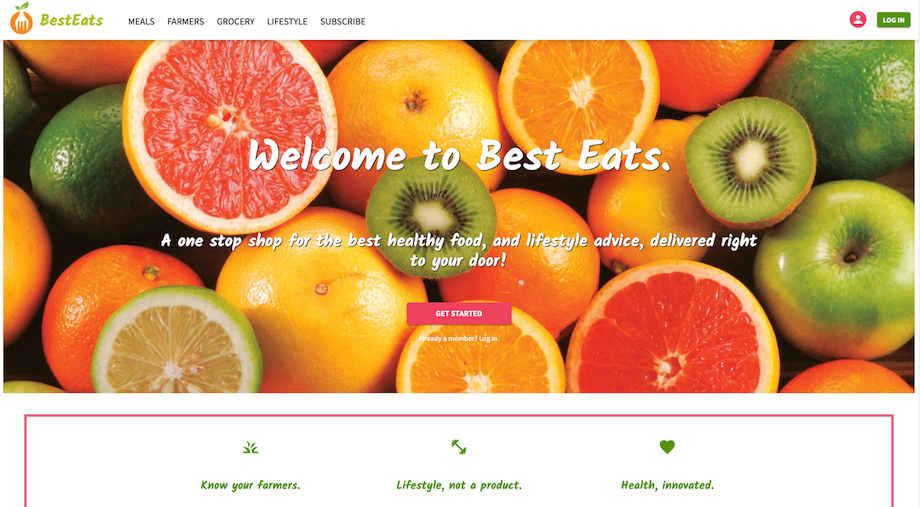 BestEats
MEALS FARMERS GROCERY LIFESTYLE SUBSCRIBE
LOG IN
Welcome to Best Eats.
A one stop shop for the best healthy food, and lifestyle advice, delivered right
to your door!
GET STARTED
Already a member? Log in.
Know your farmers.
Lifestyle, not a product.
Health, innovated.